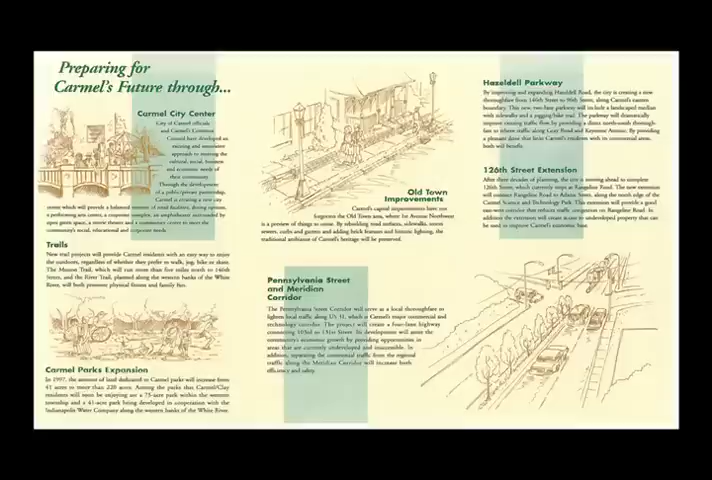 Preparing for
Carmel's Future through...
Carmel City Center
City of Carmel officials
and Carmel's Common
Council have developed an
exciting and innovative
approach to meeting the
cultural, social, business
and economic needs of
their community.
Through the development
of a public-private partnership,
Carmel is creating a new city
center which will provide a balanced mixture of retail facilities, dining options,
a performing arts center, a corporate complex, an amphitheater surrounded by
open green space, a movie theater and a community center to meet the
community's social, educational and corporate needs.
Trails
New trail projects will provide Carmel residents with an easy way to enjoy
the outdoors, regardless of whether they prefer to walk, jog, bike or skate.
The Monon Trail, which will run more than five miles north to 146th
Street, and the River Trail, planned along the western banks of the White
River, will both promote physical fitness and family fun.
Carmel Parks Expansion
In 1997, the amount of land dedicated to Carmel parks will increase from
41 acres to more than 220 acres. Among the parks that Carmel/Clay
residents will soon be enjoying are a 75-acre park within the western
township and a 41-acre park being developed in cooperation with the
Indianapolis Water Company along the western banks of the White River.
Old Town
Improvements
Carmel's capital improvements have not
forgotten the Old Town area, where 1st Avenue Northwest
is a preview of things to come. By rebuilding road surfaces, sidewalks, storm
sewers, curbs and gutters and adding brick features and historic lighting, the
traditional ambiance of Carmel's heritage will be preserved.
Pennsylvania Street
and Meridian
Corridor
The Pennsylvania Street Corridor will serve as a local thoroughfare to
lighten local traffic along US 31, which is Carmel's major commercial and
technology corridor. The project will create a four-lane highway
connecting 103rd to 131st Street. Its development will assist the
community's economic growth by providing opportunities in
areas that are currently undeveloped and inaccessible. In
addition, separating the commercial traffic from the regional
traffic along the Meridian Corridor will increase both
efficiency and safety.
Hazeldell Parkway
By improving and expanding Hazeldell Road, the city is creating a new
thoroughfare from 146th Street to 96th Street, along Carmel's eastern
boundary. This new, two-lane parkway will include a landscaped median
with sidewalks and a jogging/bike trail. The parkway will dramatically
improve existing traffic flow by providing a direct north-south thorough-
fare to relieve traffic along Gray Road and Keystone Avenue. By providing
a pleasant drive that links Carmel's residents with its commercial areas,
both will benefit.
126th Street Extension
After three decades of planning, the city is moving ahead to complete
126th Street, which currently stops at Rangeline Road. The new extension
will connect Rangeline Road to Adams Street, along the north edge of the
Carmel Science and Technology Park. This extension will provide a good
east-west corridor that reduces traffic congestion on Rangeline Road. In
addition the extension will create access to undeveloped property that can
be used to improve Carmel's economic base.